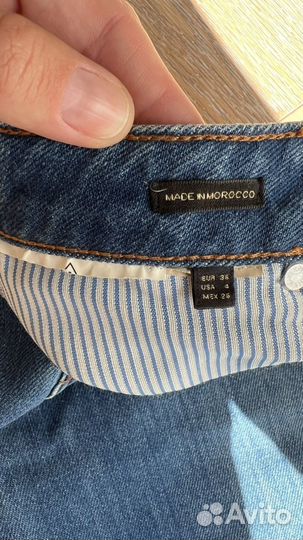 MADE IN MOROCCO
EUR 36
USA 4
MEX 26
Avito